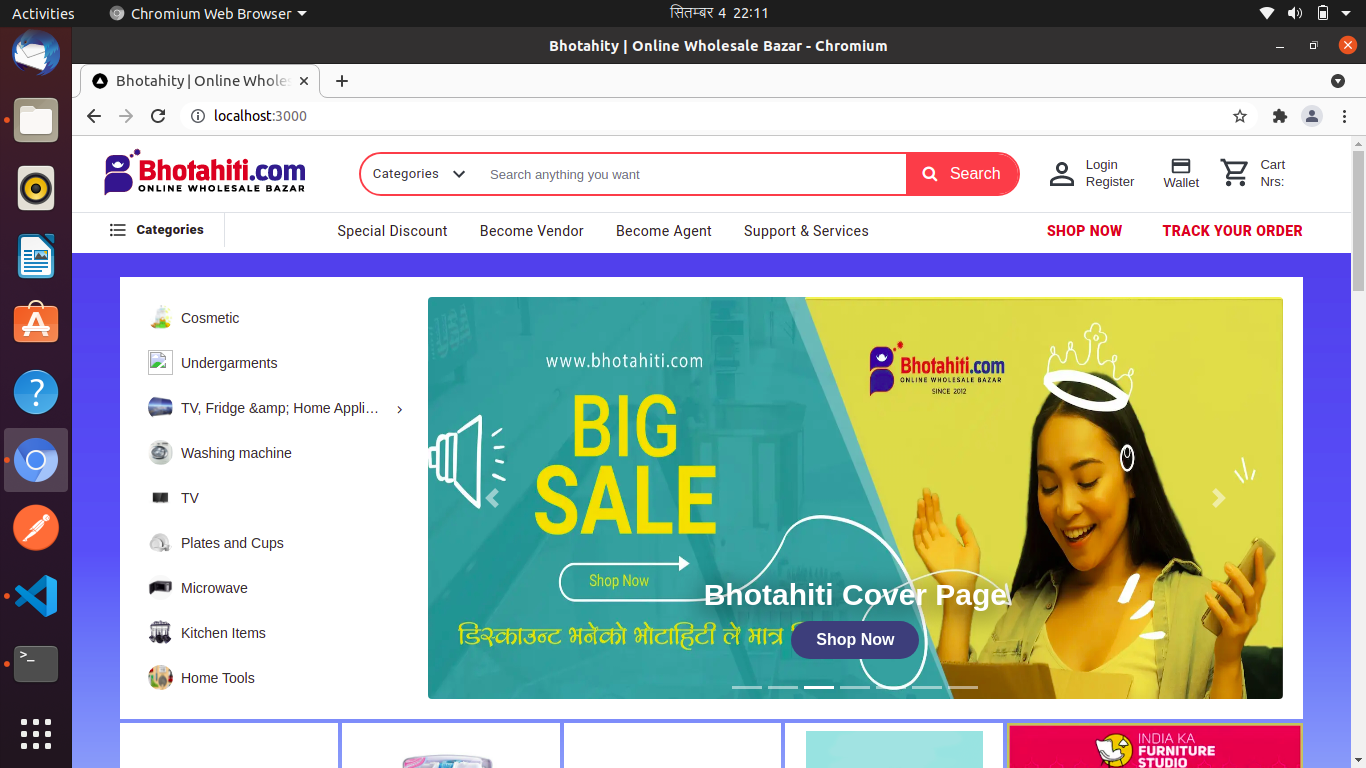 Activities
Chromium Web Browser
सितम्बर 4 22:11
Bhotahity | Online Wholesale Bazar - Chromium
Bhotahity | Online Wholes
localhost:3000
Bhotahiti.com
ONLINE WHOLESALE BAZAR
Categories
Search anything you want
Search
Login
Register
Wallet
Cart
Nrs:
Categories
Special Discount
Become Vendor
Become Agent
Support & Services
SHOP NOW
TRACK YOUR ORDER
Cosmetic
Undergarments
TV, Fridge &amp; Home Appli...
Washing machine
TV
Plates and Cups
Microwave
Kitchen Items
Home Tools
www.bhotahiti.com
BIG
SALE
Shop Now
डिस्काउन्ट भनेको भोटाहिटी ले मात्र
Bhotahiti.com
ONLINE WHOLESALE BAZAR
SINCE 2012
Bhotahiti Cover Page
Shop Now
INDIA KA
FURNITURE
STUDIO